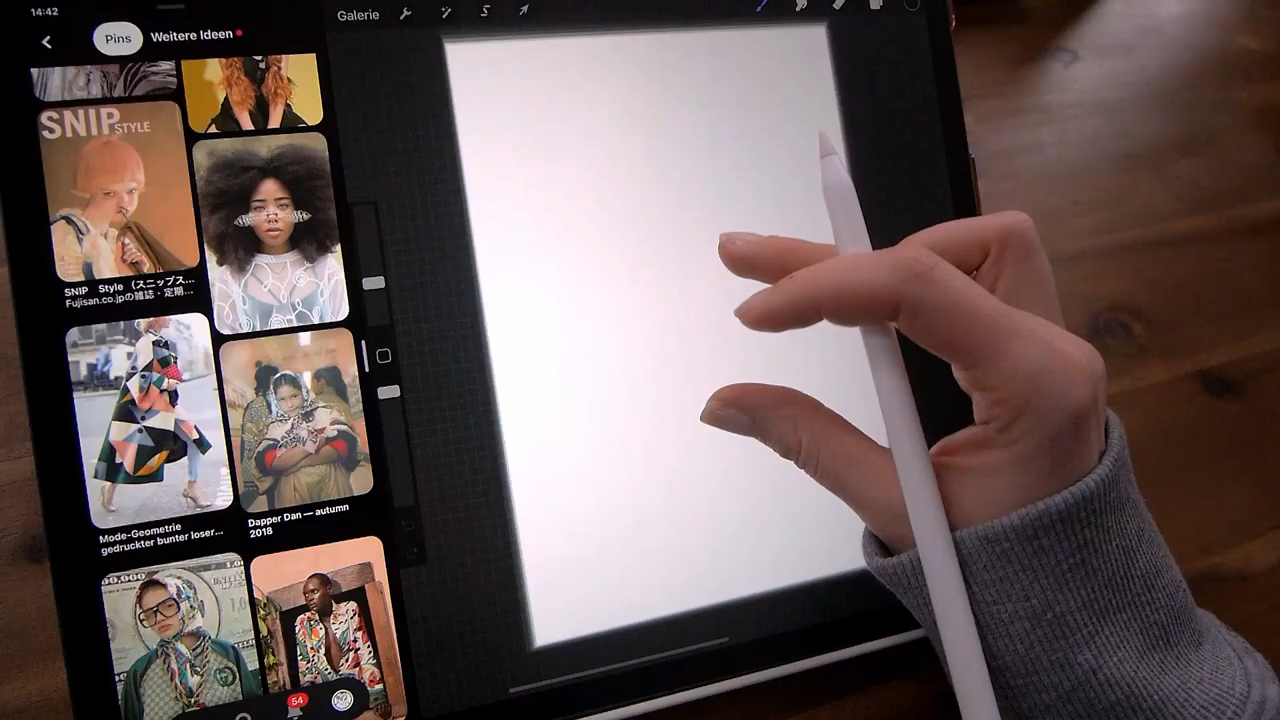 14:42
Pins
Weitere Ideen
Galerie
SNIP STYLE
SNIP Style (スニップス...
Fujisan.co.jpの雑誌・定期...
Mode-Geometrie
gedruckter bunter loser...
Dapper Dan — autumn
2018
54